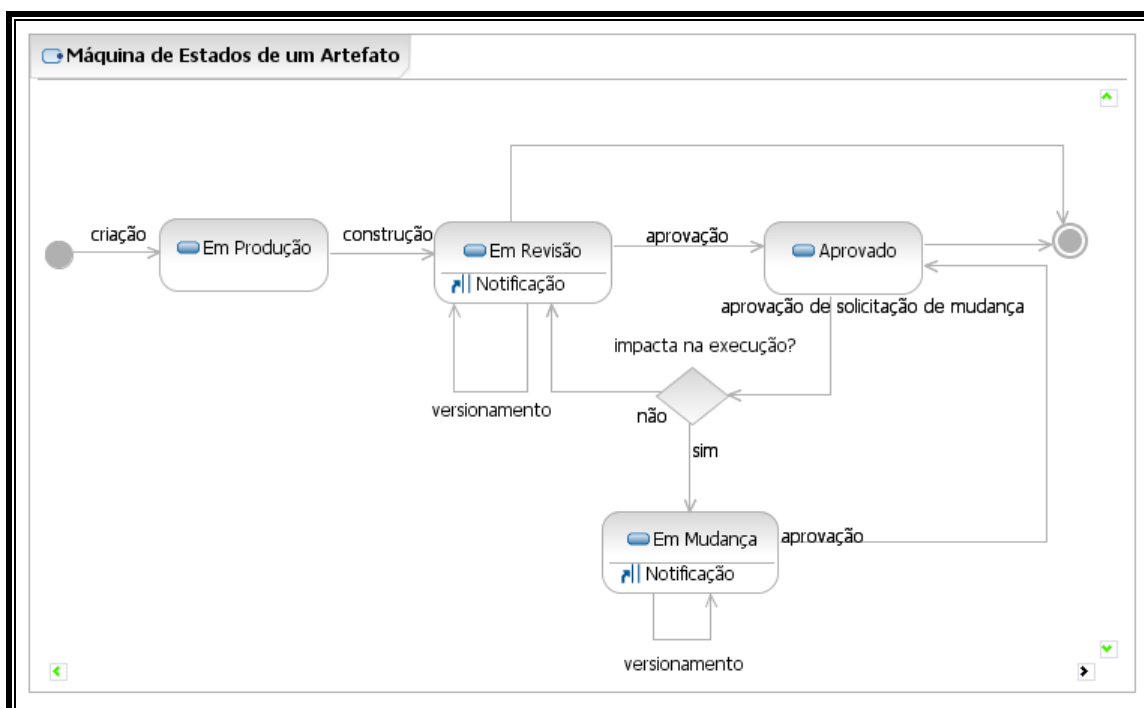 Máquina de Estados de um Artefato
criação
Em Produção
construção
Em Revisão
Notificação
aprovação
Aprovado
aprovação de solicitação de mudança
impacta na execução?
versionamento
não
sim
Em Mudança
Notificação
aprovação
versionamento